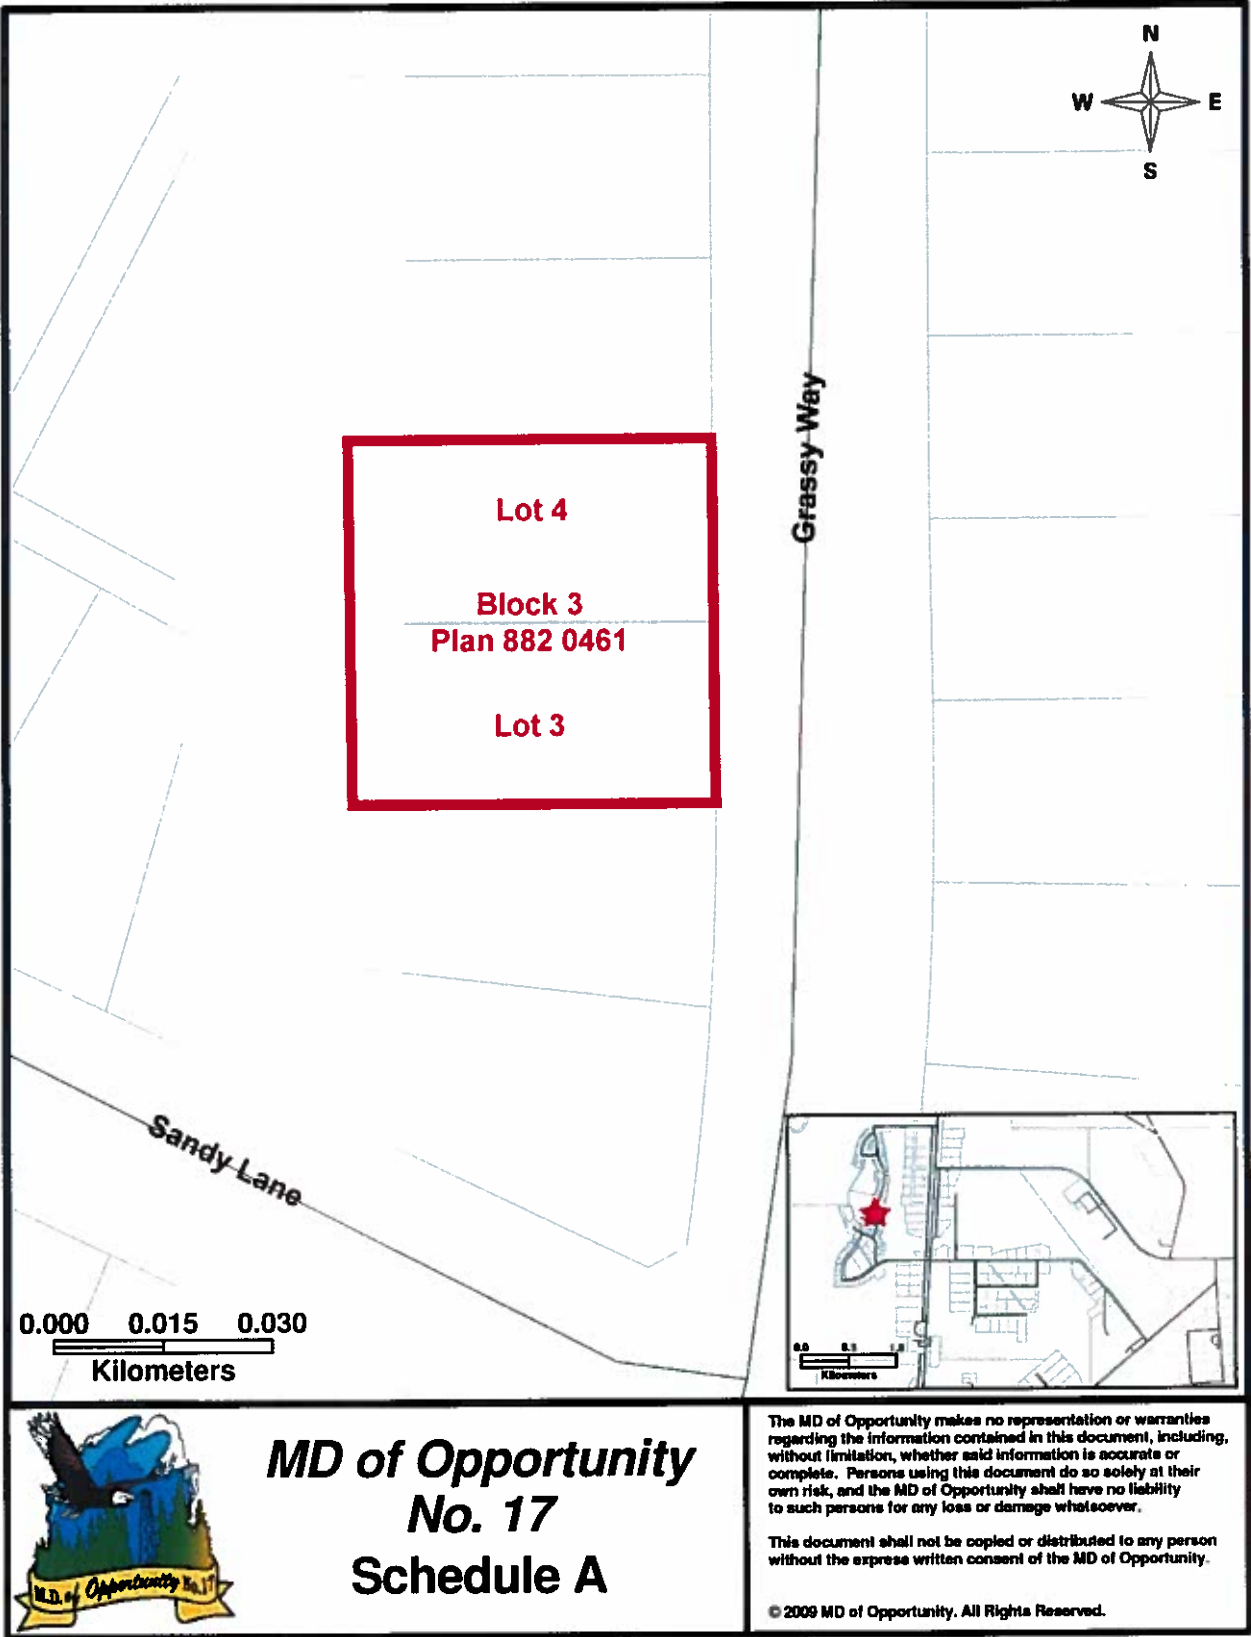 N
W E
S
Grassy Way
Lot 4
Block 3
Plan 882 0461
Lot 3
Sandy Lane
0.000 0.015 0.030
Kilometers
0.0
Kilometers
M.D. of Opportunity No.17
MD of Opportunity
No. 17
Schedule A
The MD of Opportunity makes no representation or warranties
regarding the information contained in this document, including,
without limitation, whether said information is accurate or
complete. Persons using this document do so solely at their
own risk, and the MD of Opportunity shall have no liability
to such persons for any loss or damage whatsoever.
This document shall not be copied or distributed to any person
without the express written consent of the MD of Opportunity.
© 2009 MD of Opportunity. All Rights Reserved.